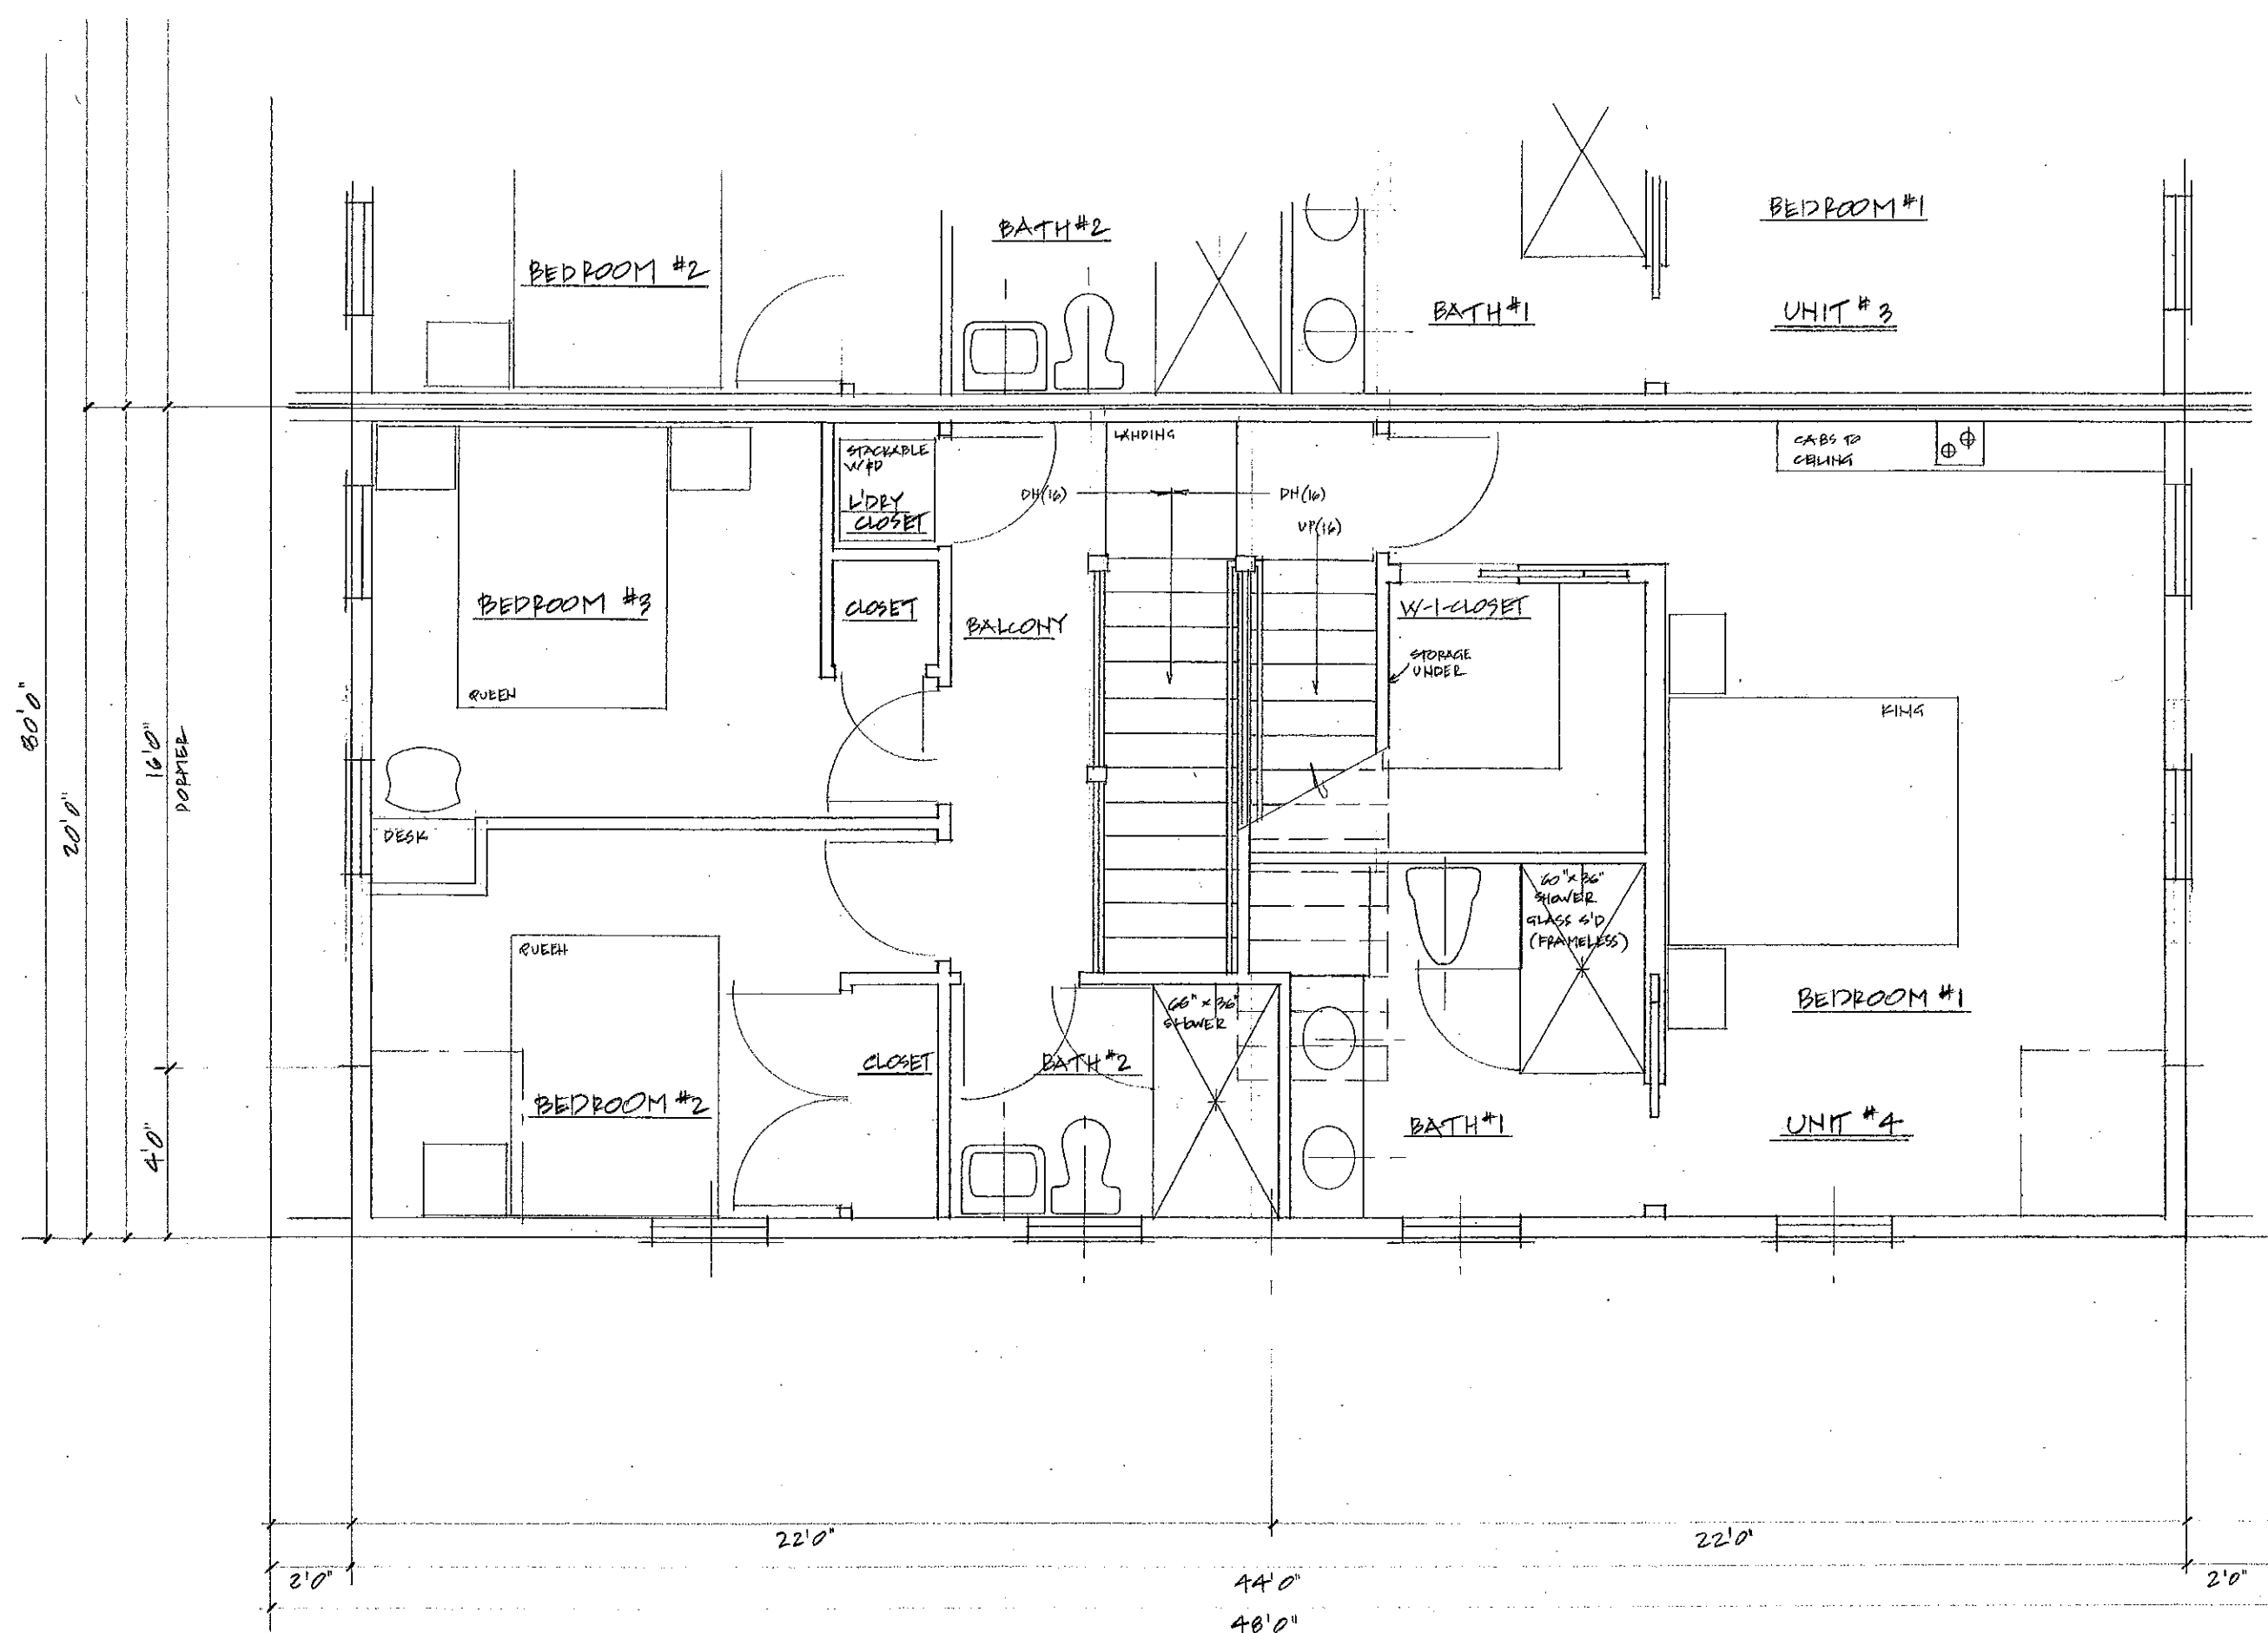 BEDROOM #1
BATH #2
BEDROOM #2
BATH #1
UNIT #3
LANDING
CABS TO
CEILING
STACKABLE
W/D
L'DRY
CLOSET
DN(16)
DN(16)
UP(16)
BEDROOM #3
CLOSET
BALCONY
W-I-CLOSET
STORAGE
UNDER
QUEEN
KING
80'0"
16'0"
DORMER
20'0"
DESK
60"x36"
SHOWER
GLASS S'D
(FRAMELESS)
QUEEN
66"x36"
SHOWER
BEDROOM #1
CLOSET
BATH #2
BEDROOM #2
BATH #1
UNIT #4
4'0"
22'0"
22'0"
2'0"
44'0"
2'0"
48'0"